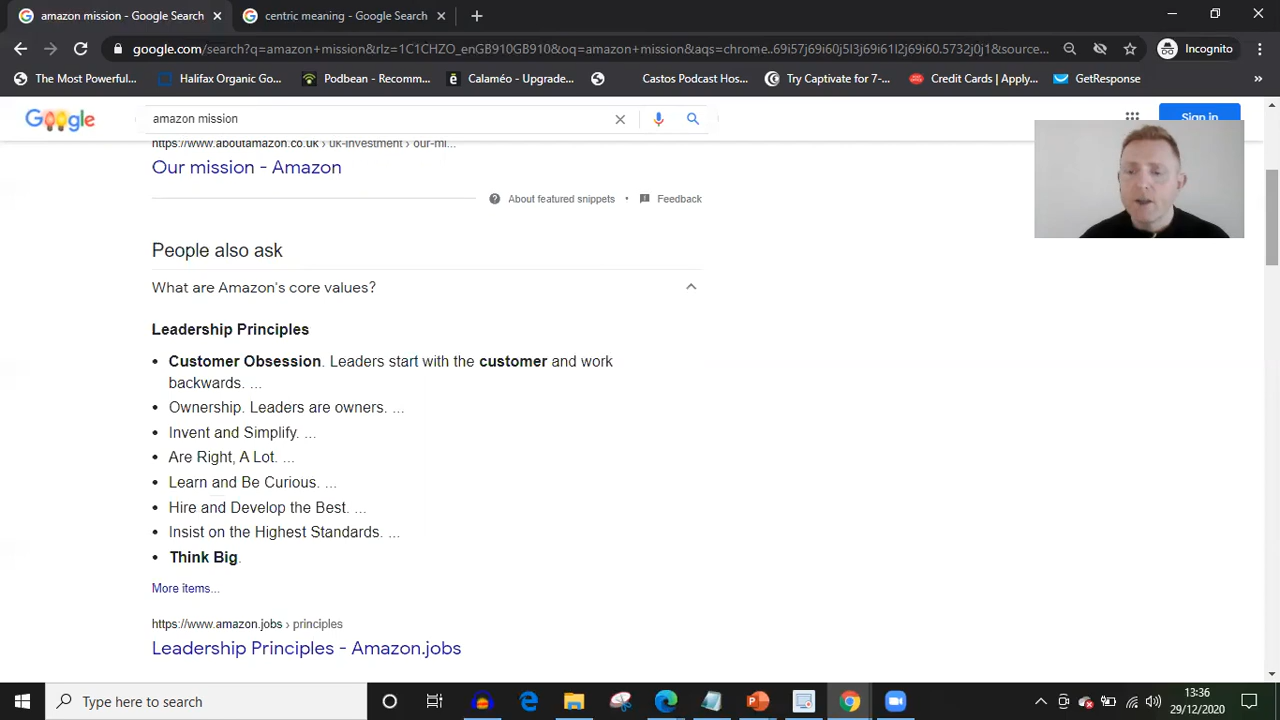 amazon mission - Google Search
centric meaning - Google Search
google.com/search?q=amazon+mission&rlz=1C1CHZO_enGB910GB910&oq=amazon+mission&aqs=chrome..69i57j69i60j5l3j69i61l2j69i60.5732j0j1&source...
Incognito
The Most Powerful...
Halifax Organic Go...
Podbean - Recomm...
Calaméo - Upgrade...
Castos Podcast Hos...
Try Captivate for 7-...
Credit Cards | Apply...
GetResponse
»
Google
amazon mission
Sign in
https://www.aboutamazon.co.uk › uk-investment › our-mi...
Our mission - Amazon
About featured snippets • Feedback
People also ask
What are Amazon's core values?
Leadership Principles
• Customer Obsession. Leaders start with the customer and work
backwards. ...
• Ownership. Leaders are owners. ...
• Invent and Simplify. ...
• Are Right, A Lot. ...
• Learn and Be Curious. ...
• Hire and Develop the Best. ...
• Insist on the Highest Standards. ...
• Think Big.
More items...
https://www.amazon.jobs › principles
Leadership Principles - Amazon.jobs
Type here to search
13:36
29/12/2020